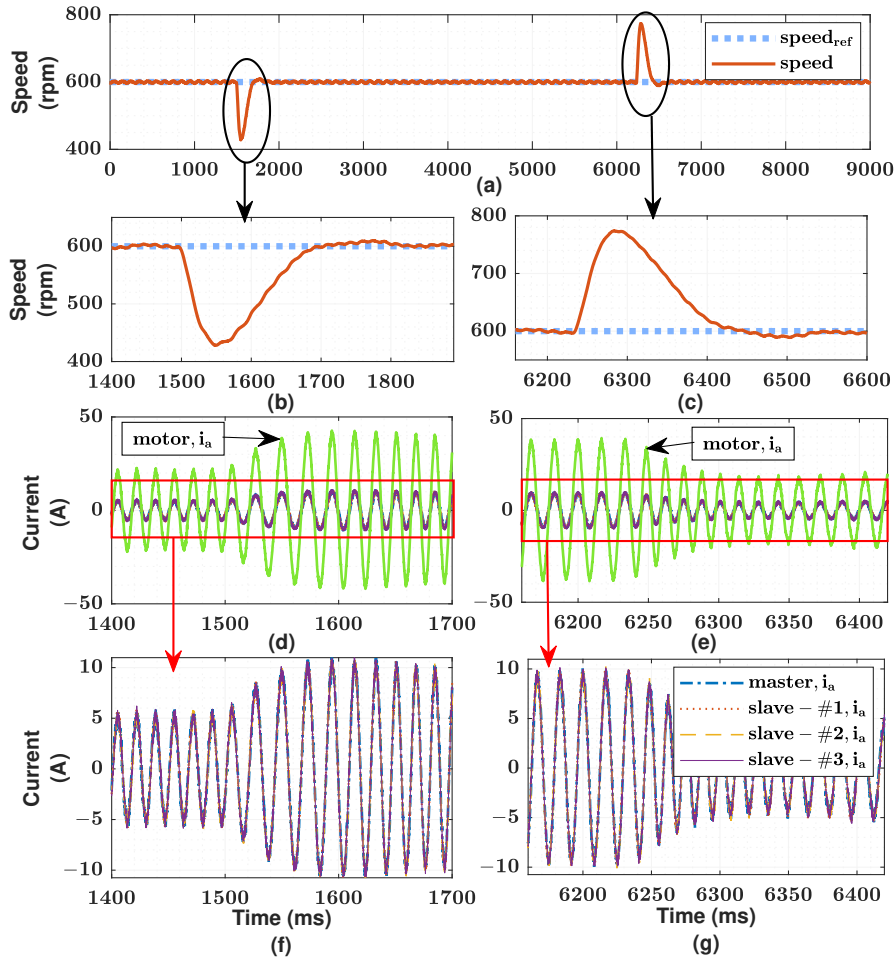 800
600
400
Speed
(rpm)
speed_ref
speed
0 1000 2000 3000 4000 5000 6000 7000 8000 9000
(a)
600
500
400
Speed
(rpm)
1400 1500 1600 1700 1800
(b)
800
700
600
6200 6300 6400 6500 6600
(c)
50
0
−50
Current
(A)
motor, i_a
1400 1500 1600 1700
(d)
50
0
−50
motor, i_a
6200 6250 6300 6350 6400
(e)
10
5
0
-5
-10
Current
(A)
1400 1500 1600 1700
Time (ms)
(f)
10
5
0
-5
-10
master, i_a
slave − #1, i_a
slave − #2, i_a
slave − #3, i_a
6200 6250 6300 6350 6400
Time (ms)
(g)